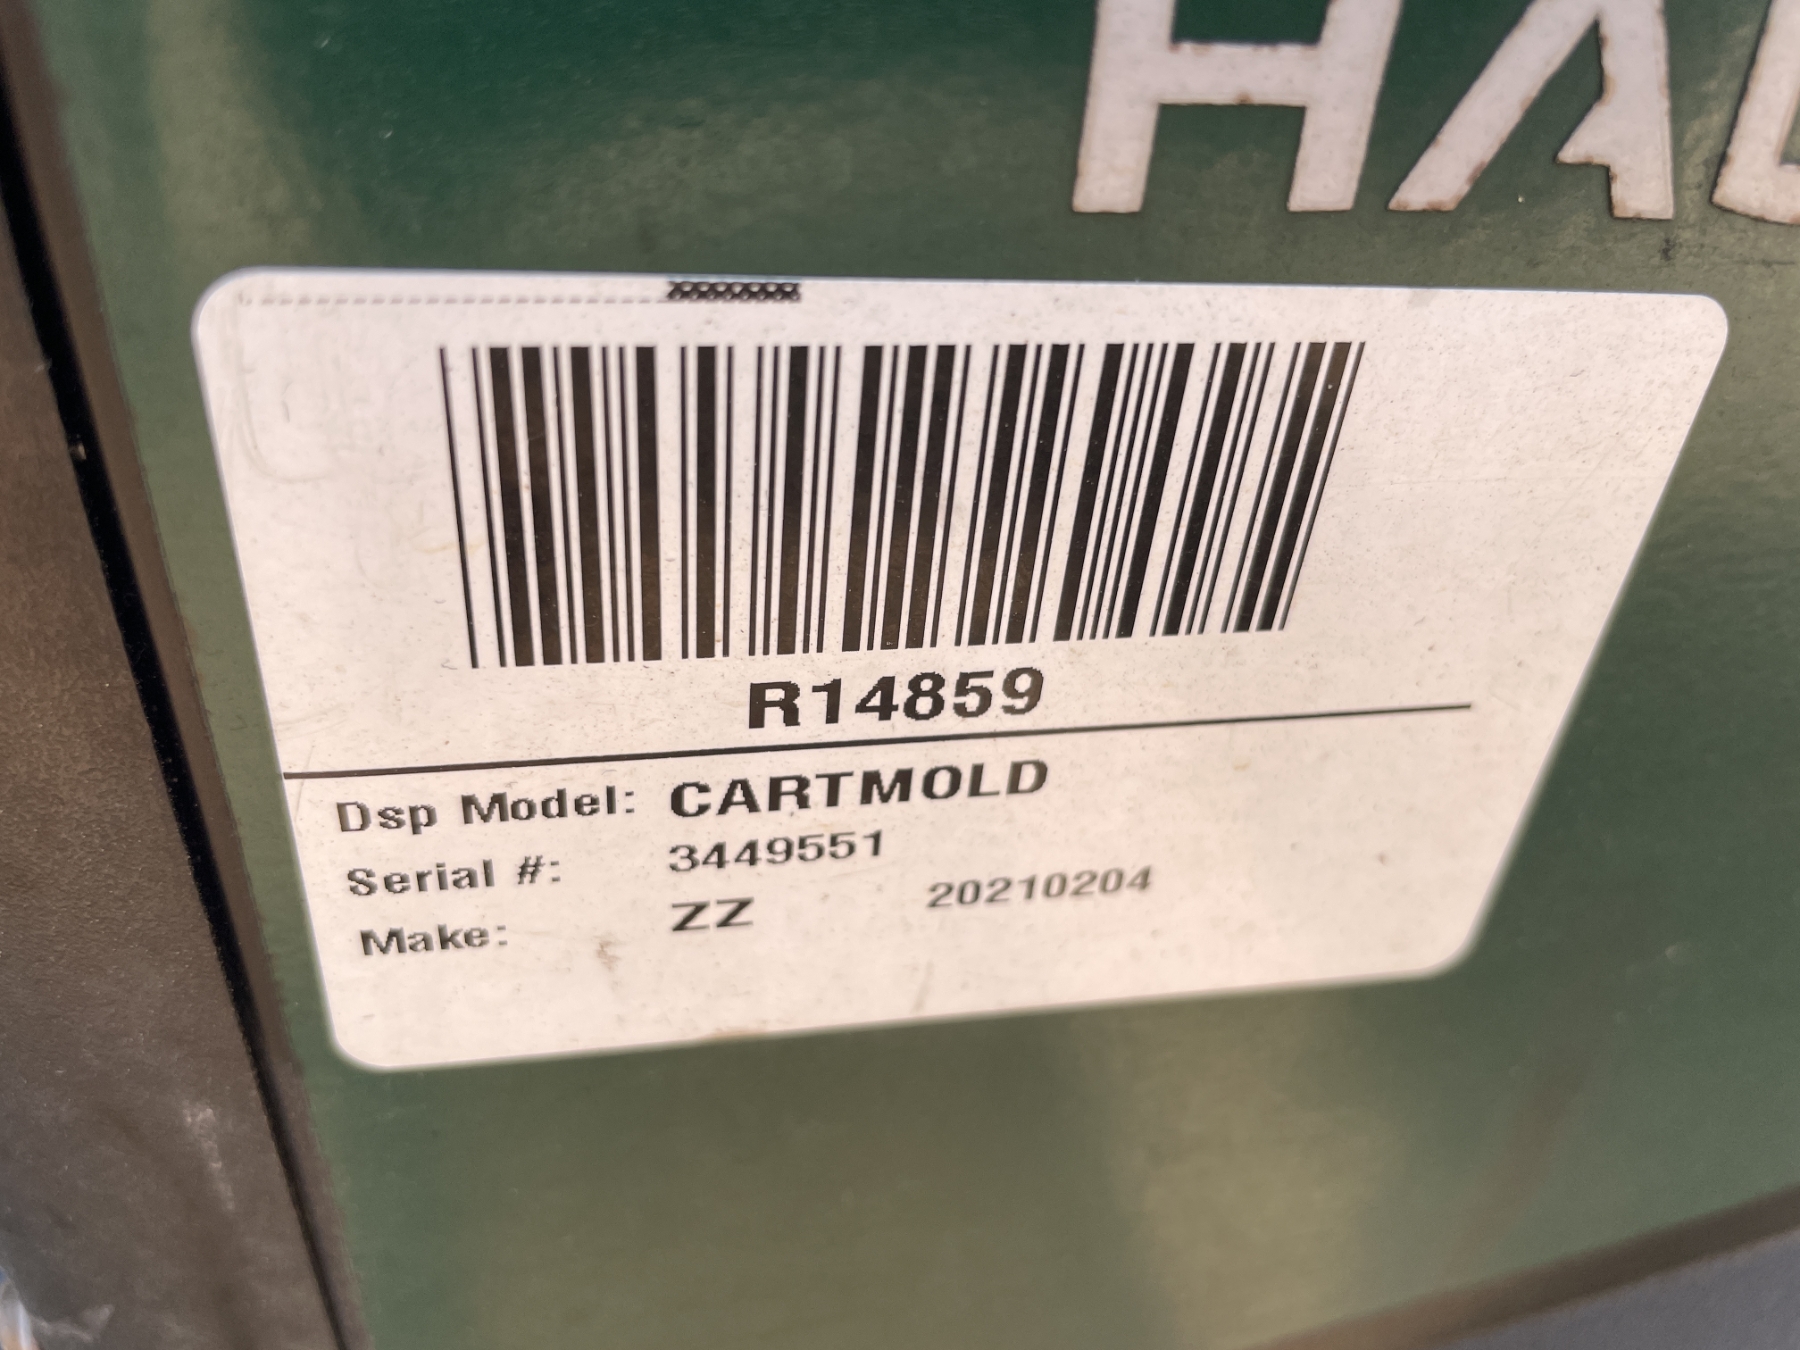 R14859
Dsp Model: CARTMOLD
Serial #: 3449551
Make: ZZ 20210204